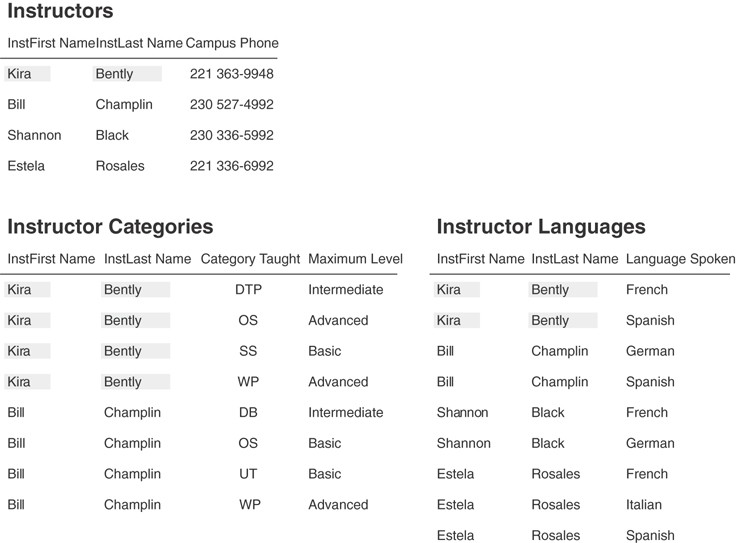 Instructors
InstFirst NameInstLast Name Campus Phone
Kira Bently 221 363-9948
Bill Champlin 230 527-4992
Shannon Black 230 336-5992
Estela Rosales 221 336-6992
Instructor Categories
InstFirst Name InstLast Name Category Taught Maximum Level
Kira Bently DTP Intermediate
Kira Bently OS Advanced
Kira Bently SS Basic
Kira Bently WP Advanced
Bill Champlin DB Intermediate
Bill Champlin OS Basic
Bill Champlin UT Basic
Bill Champlin WP Advanced
Instructor Languages
InstFirst Name InstLast Name Language Spoken
Kira Bently French
Kira Bently Spanish
Bill Champlin German
Bill Champlin Spanish
Shannon Black French
Shannon Black German
Estela Rosales French
Estela Rosales Italian
Estela Rosales Spanish